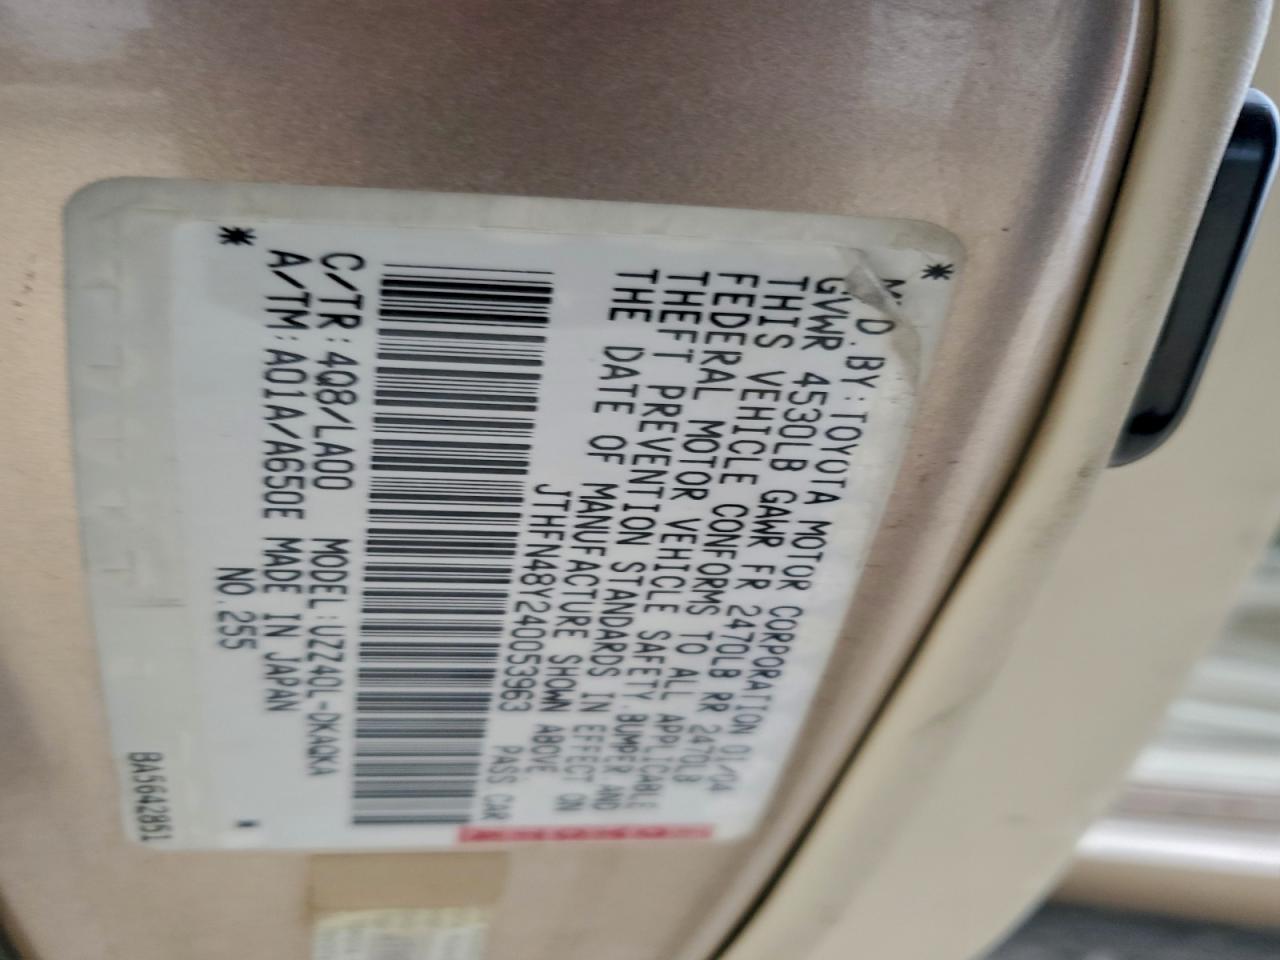 M'D.BY:TOYOTA MOTOR CORPORATION 01/04
GVWR 4530LB GAWR FR 2470LB RR 2470LB
THIS VEHICLE CONFORMS TO ALL APPLICABLE
FEDERAL MOTOR VEHICLE SAFETY, BUMPER AND
THEFT PREVENTION STANDARDS IN EFFECT ON
THE DATE OF MANUFACTURE SHOWN ABOVE.
JTHFN48Y240053963 PASS CAR
C/TR:4Q8/LA00 MODEL:UZZ40L-DKAQKA
A/TM:A01A/A650E MADE IN JAPAN
NO.255
BA5642851